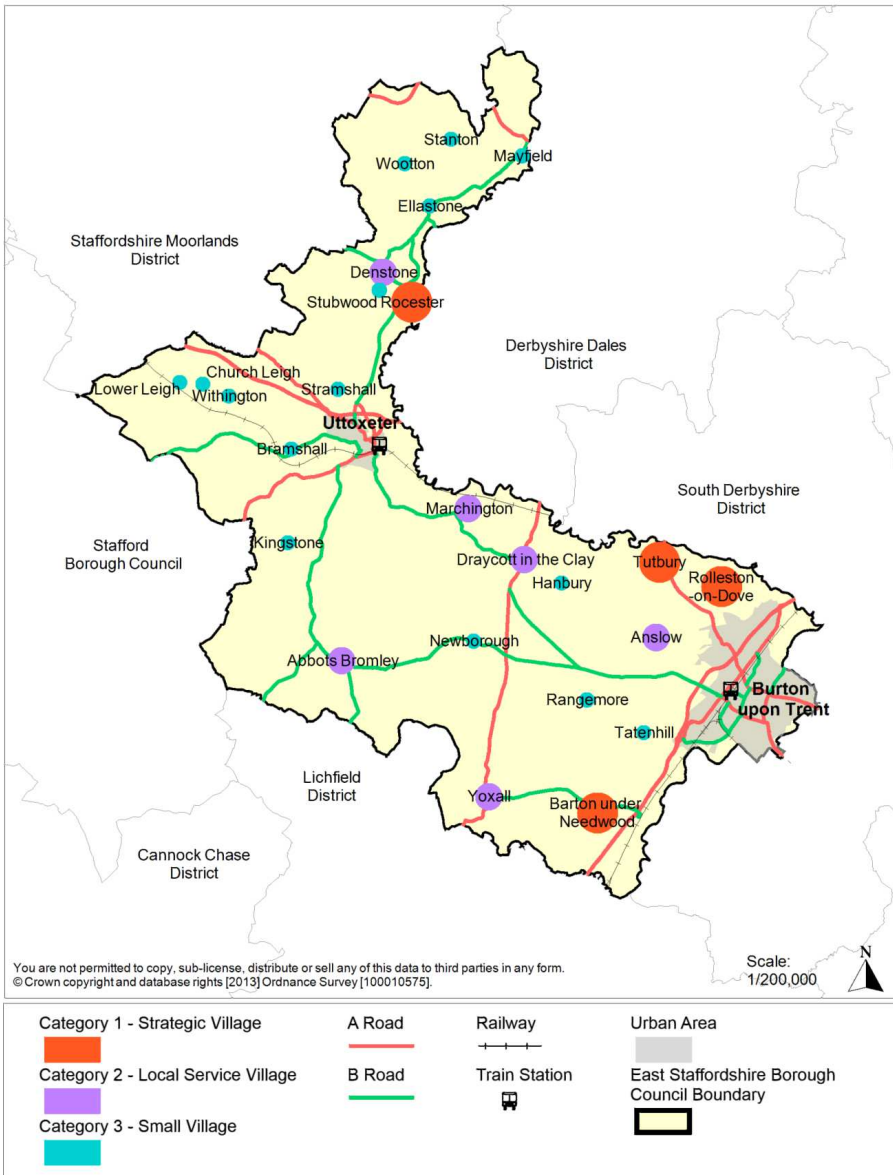 Stanton
Wootton
Mayfield
Ellastone
Staffordshire Moorlands
District
Denstone
Stubwood Rocester
Derbyshire Dales
District
Church Leigh
Lower Leigh
Withington
Stramshall
Uttoxeter
Bramshall
South Derbyshire
District
Marchington
Stafford
Borough Council
Kingstone
Draycott in the Clay
Hanbury
Tutbury
Rolleston
-on-Dove
Newborough
Anslow
Abbots Bromley
Burton
upon Trent
Rangemore
Tatenhill
Lichfield
District
Yoxall
Barton under
Needwood
Cannock Chase
District
You are not permitted to copy, sub-license, distribute or sell any of this data to third parties in any form.
© Crown copyright and database rights [2013] Ordnance Survey [100010575].
Scale:
1/200,000
N
Category 1 - Strategic Village
A Road
Railway
Urban Area
Category 2 - Local Service Village
B Road
Train Station
East Staffordshire Borough
Council Boundary
Category 3 - Small Village